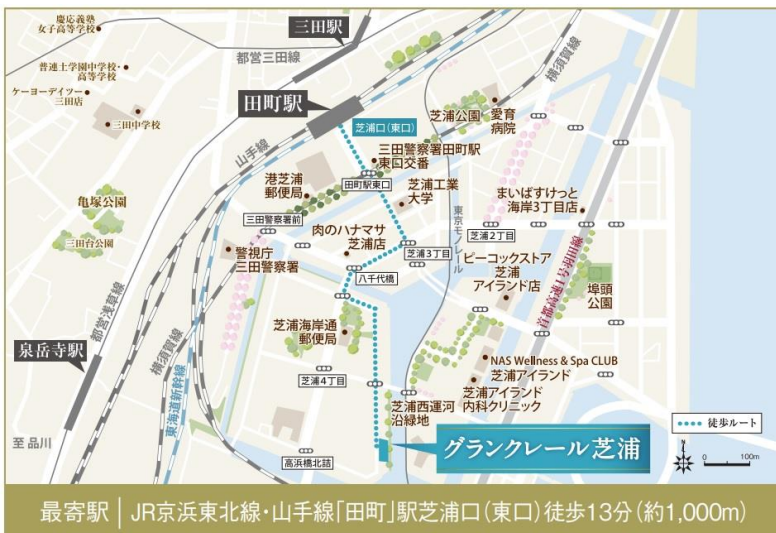 慶応義塾
女子高等学校
三田駅
都営三田線
普連土学園中学校・
高等学校
ケーヨーデイツー
三田店
三田中学校
田町駅
横須賀線
芝浦公園
愛育
病院
芝浦口（東口）
山手線
三田警察署田町駅
東口交番
港芝浦
郵便局
田町駅東口
芝浦工業
大学
まいばすけっと
海岸3丁目店
亀塚公園
三田台公園
三田警察署前
肉のハナマサ
芝浦店
東京モノレール
芝浦2丁目
芝浦3丁目
警視庁
三田警察署
八千代橋
ピーコックストア
芝浦
アイランド店
首都高速1号羽田線
埠頭
公園
都営浅草線
泉岳寺駅
横須賀線
東海道新幹線
芝浦海岸通
郵便局
NAS Wellness & Spa CLUB
芝浦アイランド
芝浦4丁目
芝浦アイランド
内科クリニック
芝浦西運河
沿緑地
徒歩ルート
至 品川
高浜橋北詰
グランクレール芝浦
N
0 100m
最寄駅 | JR京浜東北線・山手線「田町」駅芝浦口（東口）徒歩13分（約1,000m）